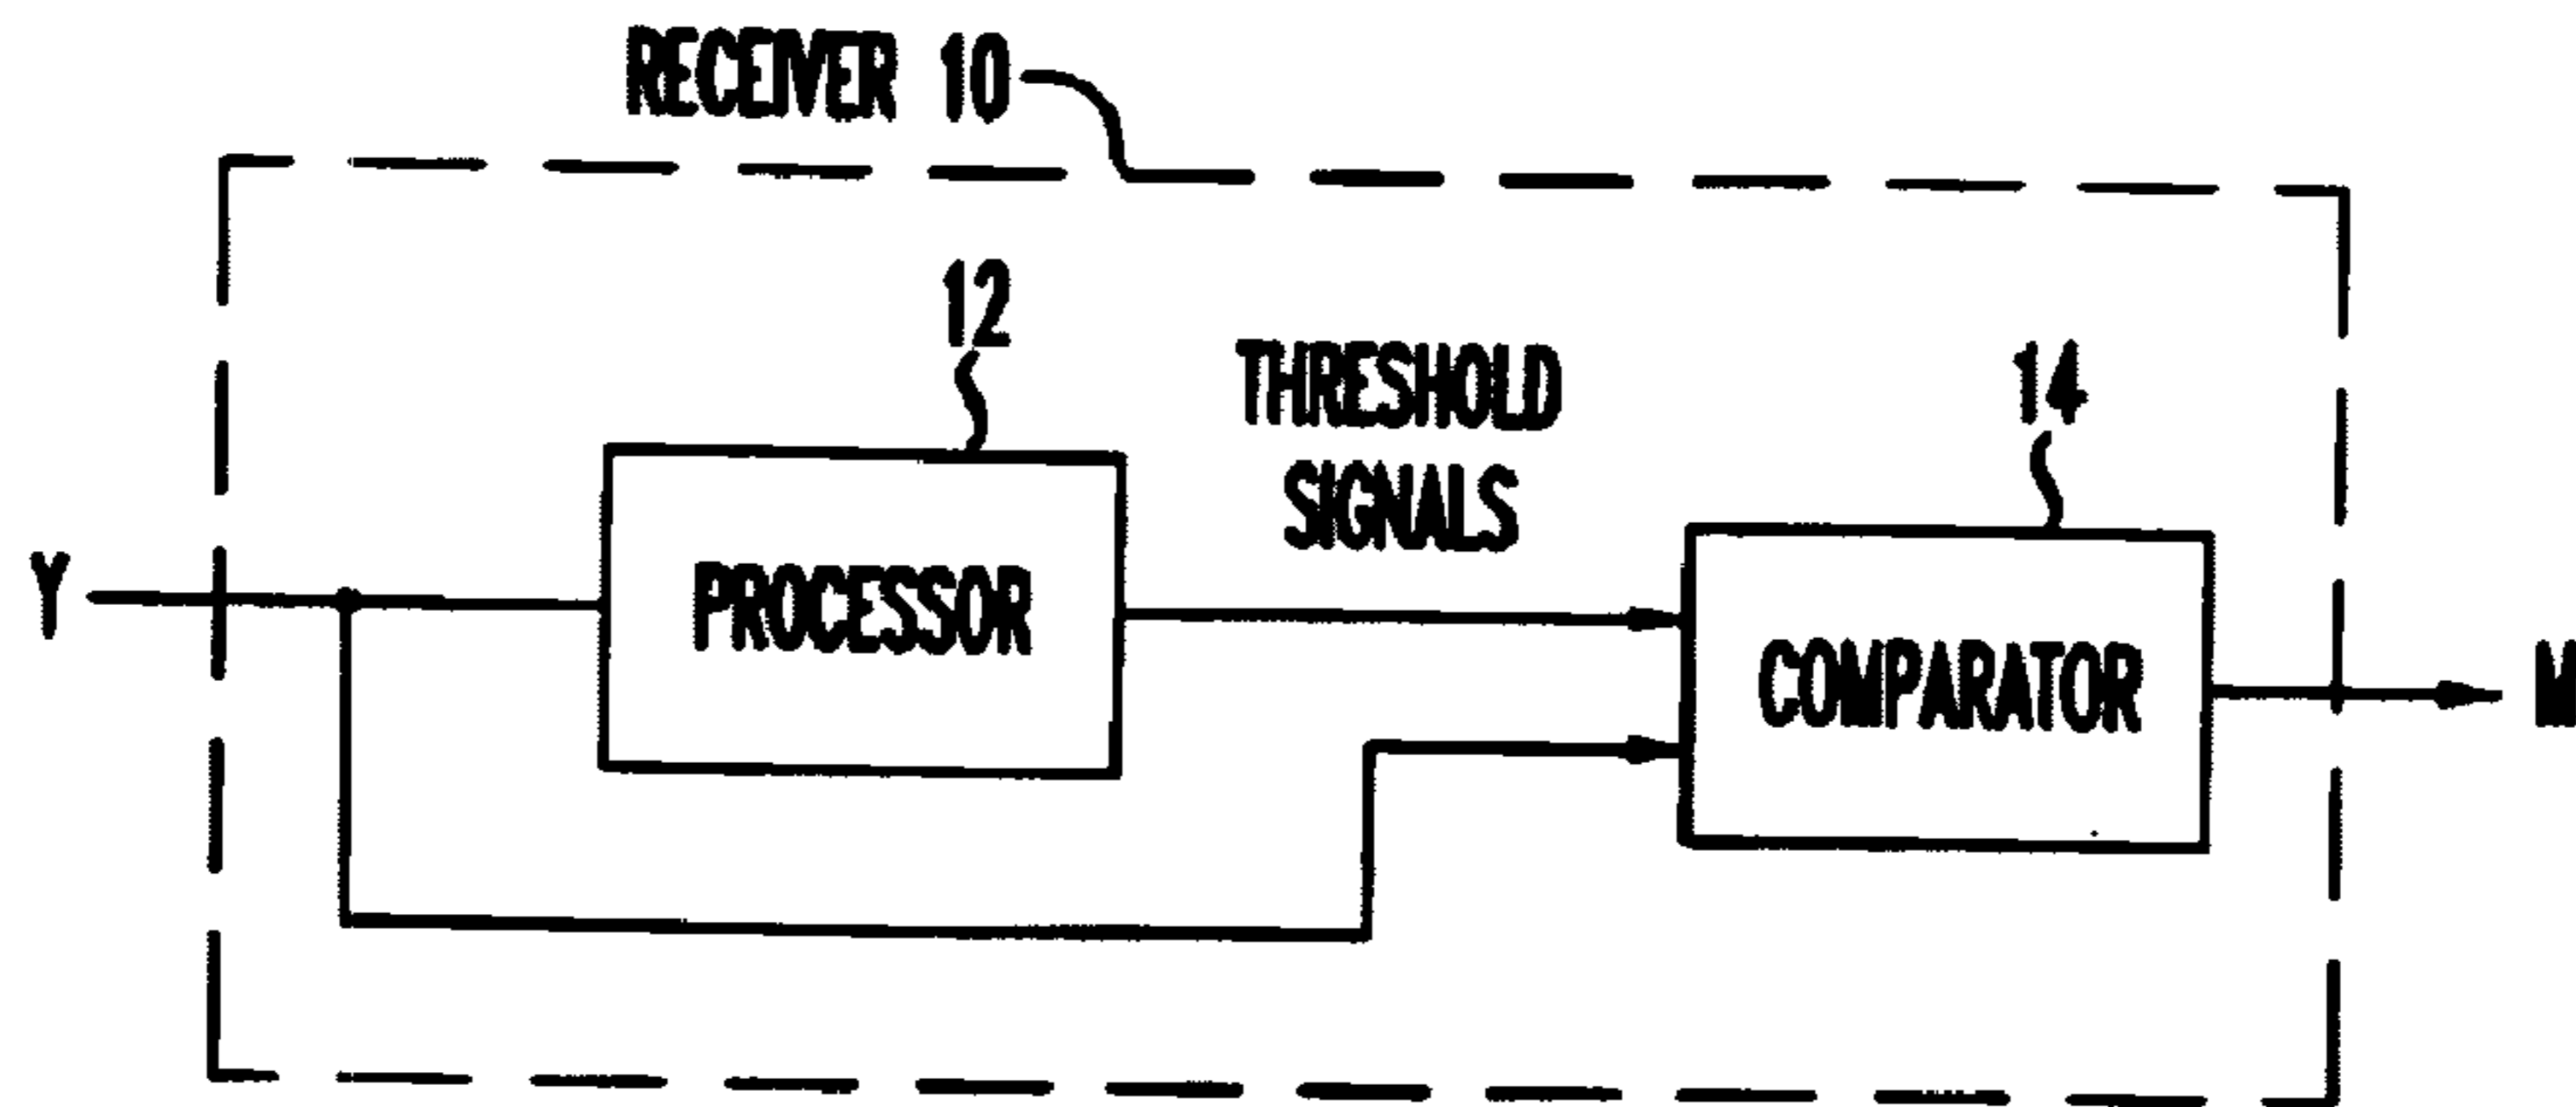 RECEIVER 10
12
THRESHOLD
SIGNALS
14
Y
PROCESSOR
COMPARATOR